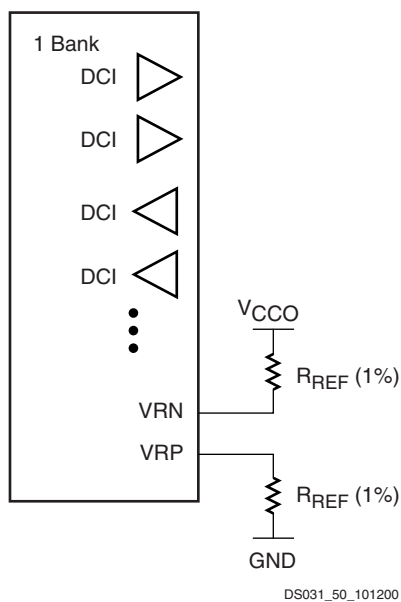 1 Bank
DCI
DCI
DCI
DCI
VCCO
RREF (1%)
VRN
VRP
RREF (1%)
GND
DS031_50_101200